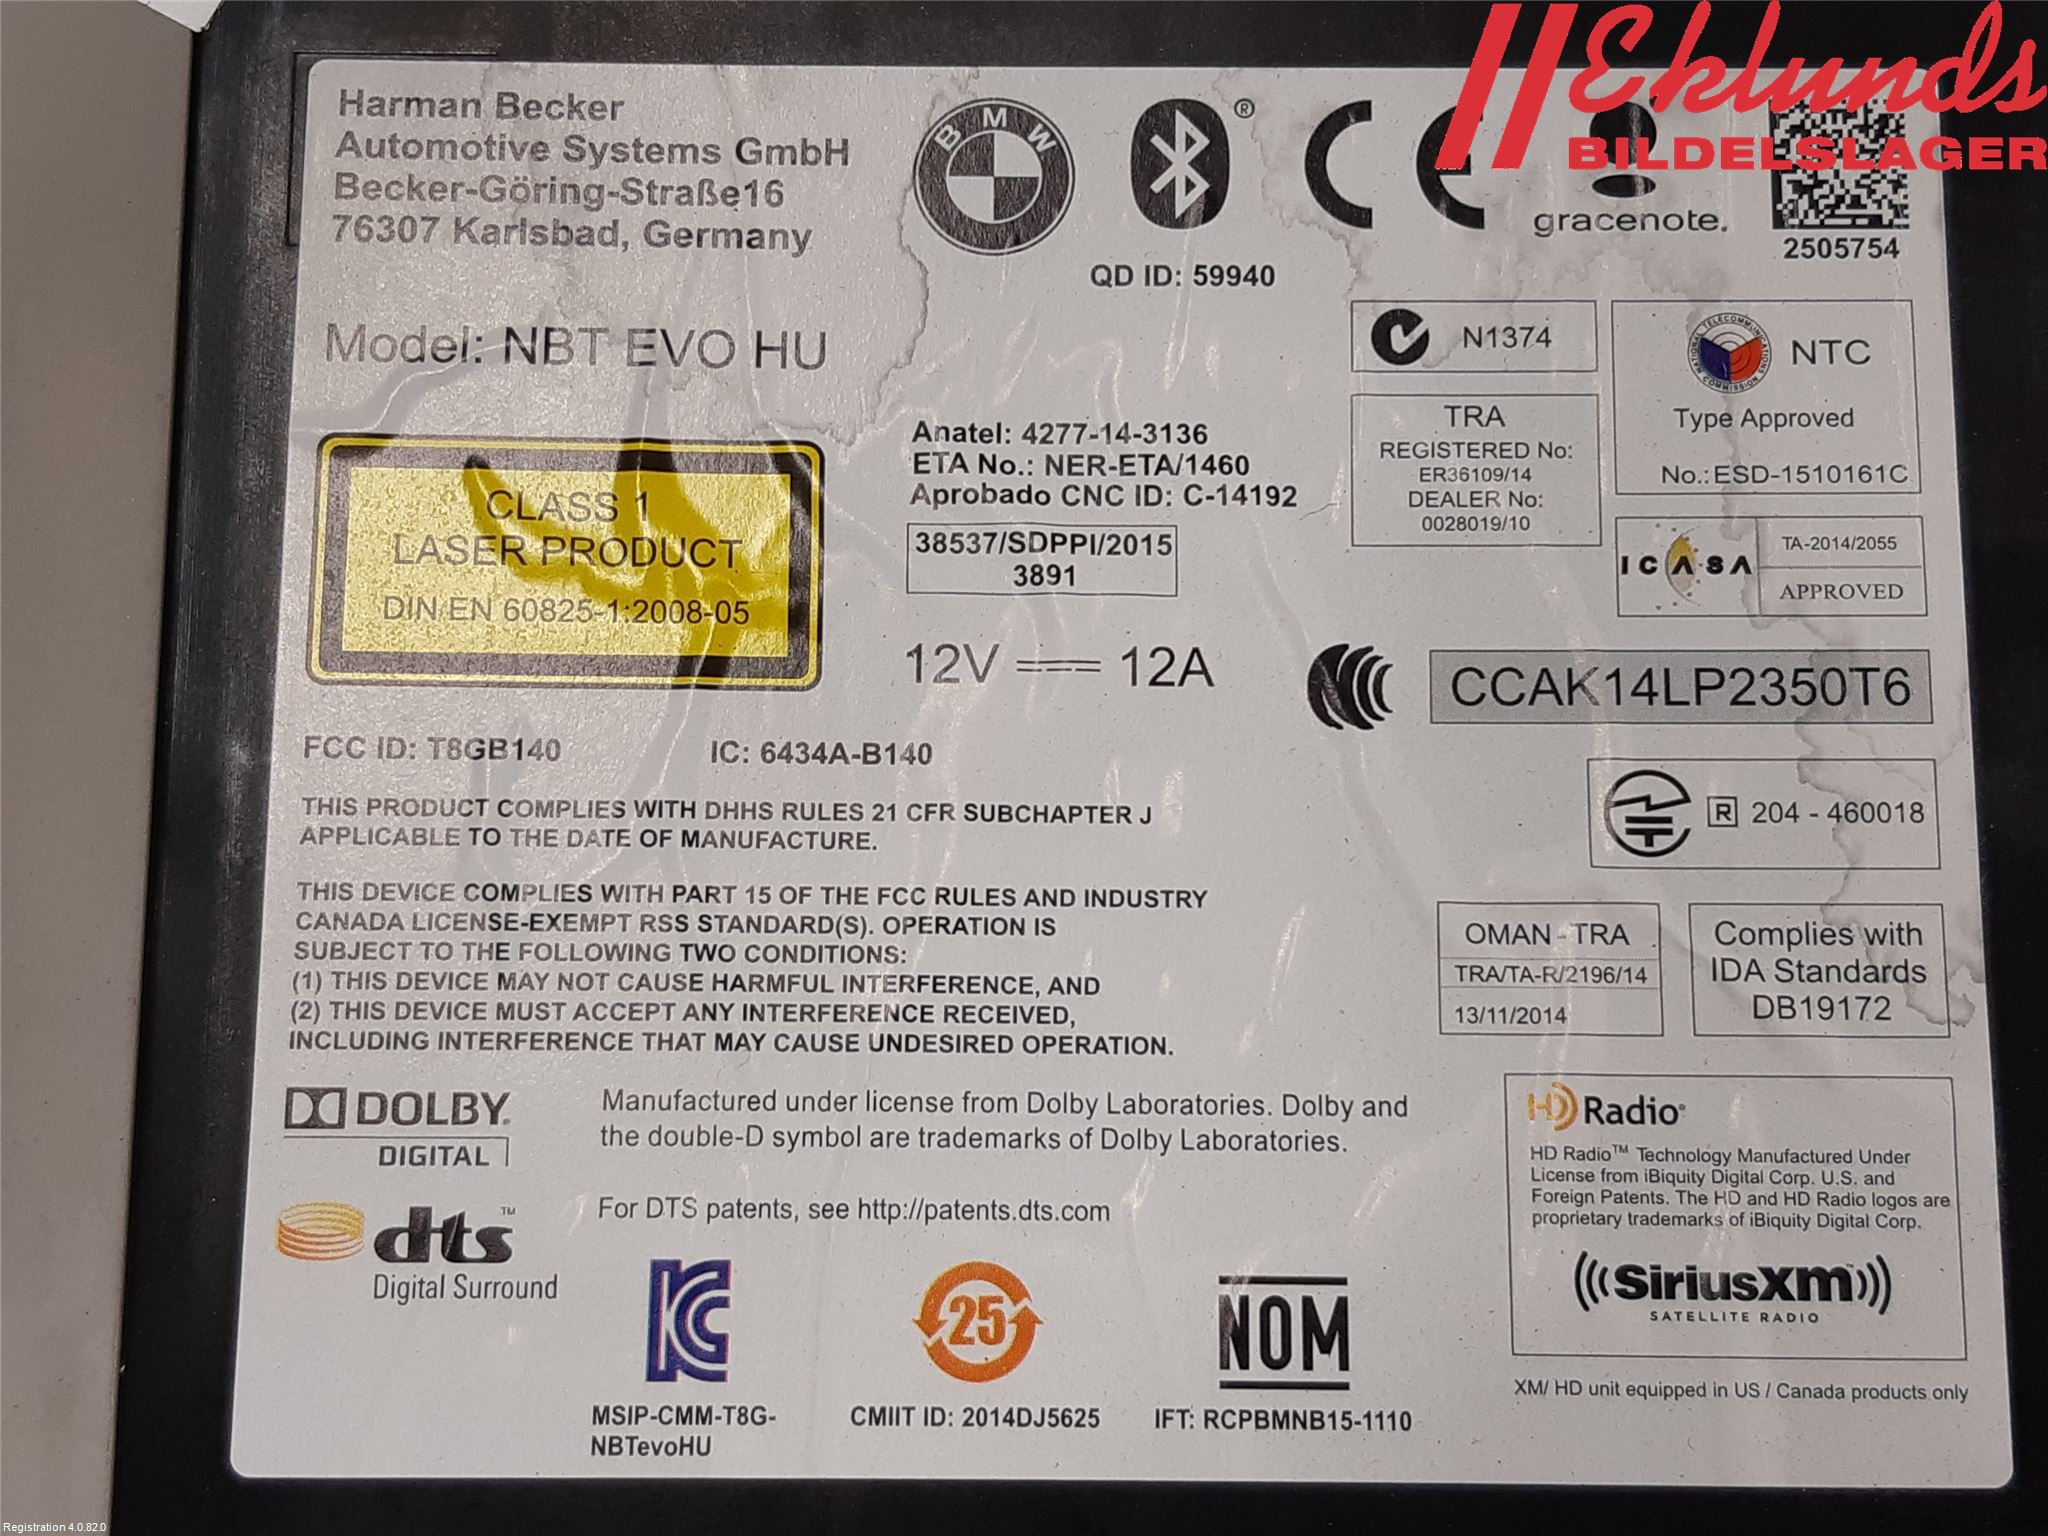 Eklunds
BILDELSLAGER
Harman Becker
Automotive Systems GmbH
Becker-Göring-Straße16
76307 Karlsbad, Germany
BMW
®
CE
gracenote.
2505754
QD ID: 59940
Model: NBT EVO HU
N1374
NATIONAL TELECOMMUNICATIONS COMMISSION
NTC
Type Approved
No.: ESD-1510161C
TRA
REGISTERED No:
ER36109/14
DEALER No:
0028019/10
Anatel: 4277-14-3136
ETA No.: NER-ETA/1460
Aprobado CNC ID: C-14192
38537/SDPPI/2015
3891
CLASS 1
LASER PRODUCT
DIN EN 60825-1:2008-05
ICASA
TA-2014/2055
APPROVED
12V 12A
CCAK14LP2350T6
FCC ID: T8GB140
IC: 6434A-B140
R 204 - 460018
THIS PRODUCT COMPLIES WITH DHHS RULES 21 CFR SUBCHAPTER J
APPLICABLE TO THE DATE OF MANUFACTURE.
THIS DEVICE COMPLIES WITH PART 15 OF THE FCC RULES AND INDUSTRY
CANADA LICENSE-EXEMPT RSS STANDARD(S). OPERATION IS
SUBJECT TO THE FOLLOWING TWO CONDITIONS:
(1) THIS DEVICE MAY NOT CAUSE HARMFUL INTERFERENCE, AND
(2) THIS DEVICE MUST ACCEPT ANY INTERFERENCE RECEIVED,
INCLUDING INTERFERENCE THAT MAY CAUSE UNDESIRED OPERATION.
OMAN - TRA
TRA/TA-R/2196/14
13/11/2014
Complies with
IDA Standards
DB19172
DOLBY
DIGITAL
Manufactured under license from Dolby Laboratories. Dolby and
the double-D symbol are trademarks of Dolby Laboratories.
HD Radio
HD Radio™ Technology Manufactured Under
License from iBiquity Digital Corp. U.S. and
Foreign Patents. The HD and HD Radio logos are
proprietary trademarks of iBiquity Digital Corp.
dts ™
Digital Surround
For DTS patents, see http://patents.dts.com
SiriusXM
SATELLITE RADIO
XM/ HD unit equipped in US / Canada products only
KC
25
NOM
MSIP-CMM-T8G-
NBTevoHU
CMIIT ID: 2014DJ5625
IFT: RCPBMNB15-1110
Registration 4.0.82.0